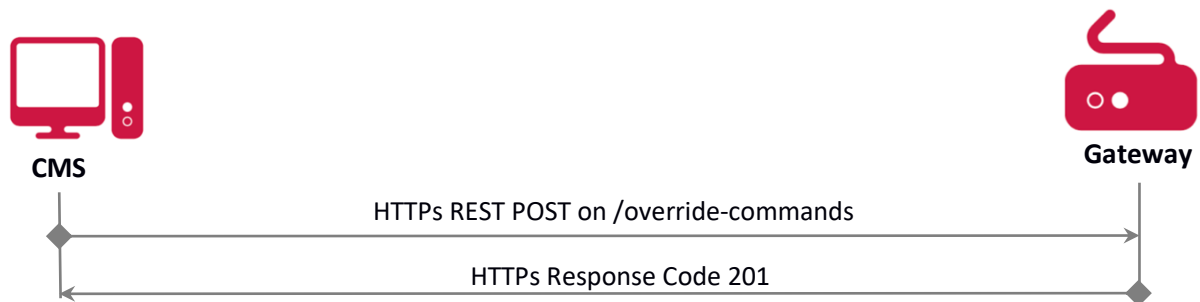 CMS
Gateway
HTTPs REST POST on /override-commands
HTTPs Response Code 201